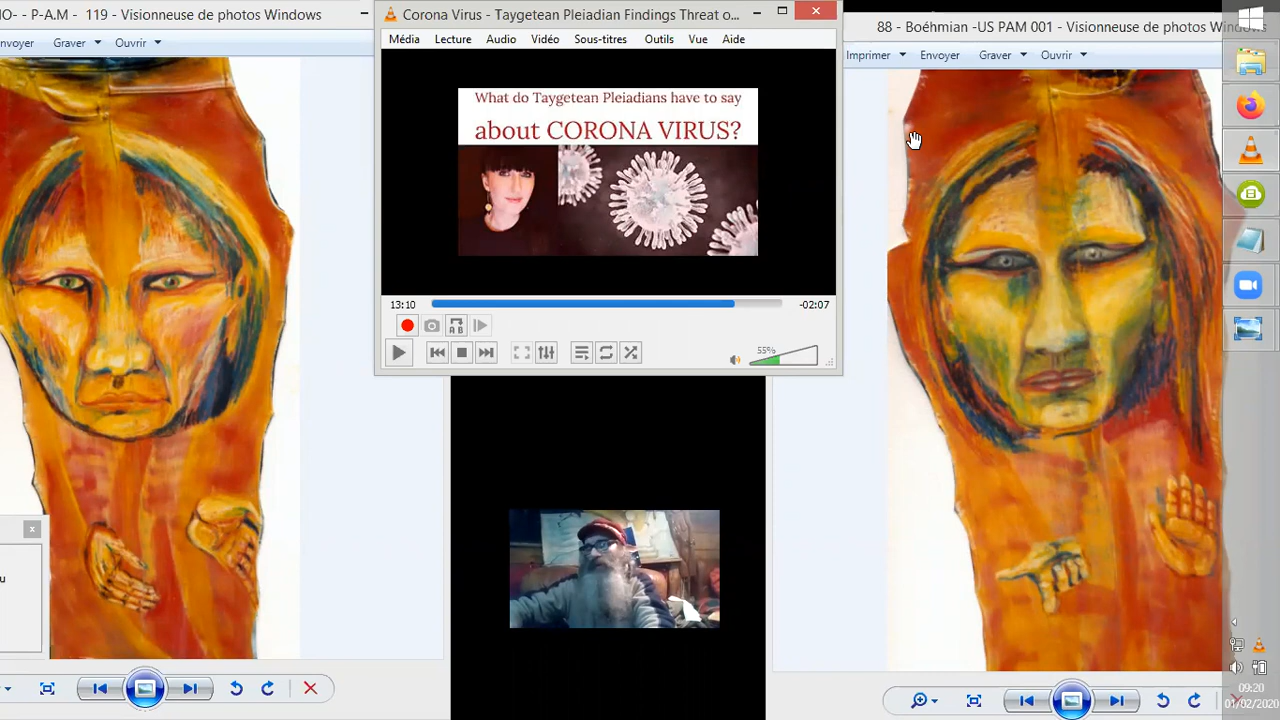 IO- - P-A.M. - 119 - Visionneuse de photos Windows
nvoyer Graver Ouvrir
Corona Virus - Taygetean Pleiadian Findings Threat o...
Média Lecture Audio Vidéo Sous-titres Outils Vue Aide
What do Taygetean Pleiadians have to say
about CORONA VIRUS?
13:10
-02:07
A B
55%
88 - Boéhmian -US PAM 001 - Visionneuse de photos Windows
Imprimer Envoyer Graver Ouvrir
u
09:20
01/02/2020